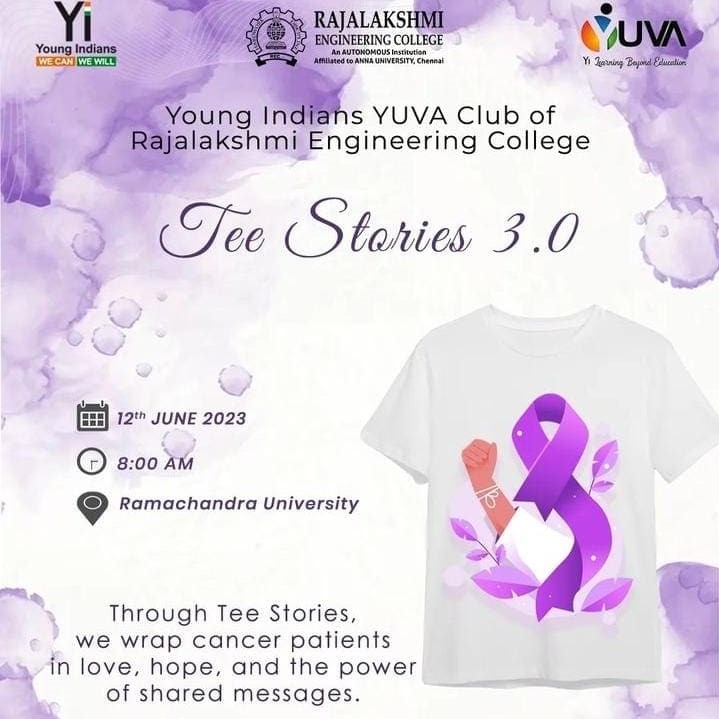 Yi
Young Indians
WE CAN WE WILL
RAJALAKSHMI
ENGINEERING COLLEGE
An AUTONOMOUS Institution
Affiliated to ANNA UNIVERSITY, Chennai
YUVA
Yi Learning Beyond Education
Young Indians YUVA Club of
Rajalakshmi Engineering College
Tee Stories 3.0
12th JUNE 2023
8:00 AM
Ramachandra University
Through Tee Stories,
we wrap cancer patients
in love, hope, and the power
of shared messages.